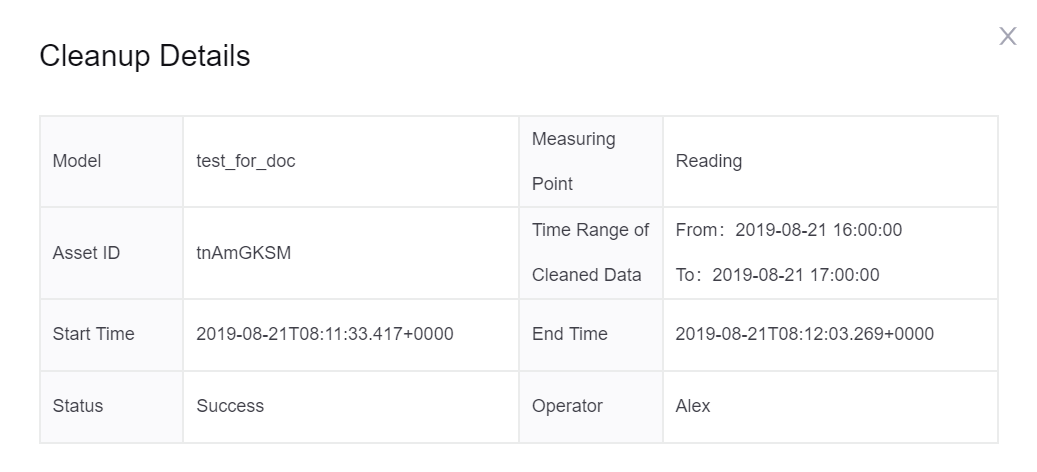 X
Cleanup Details
Model
test_for_doc
Measuring
Point
Reading
Asset ID
tnAmGKSM
Time Range of
Cleaned Data
From：2019-08-21 16:00:00
To：2019-08-21 17:00:00
Start Time
2019-08-21T08:11:33.417+0000
End Time
2019-08-21T08:12:03.269+0000
Status
Success
Operator
Alex